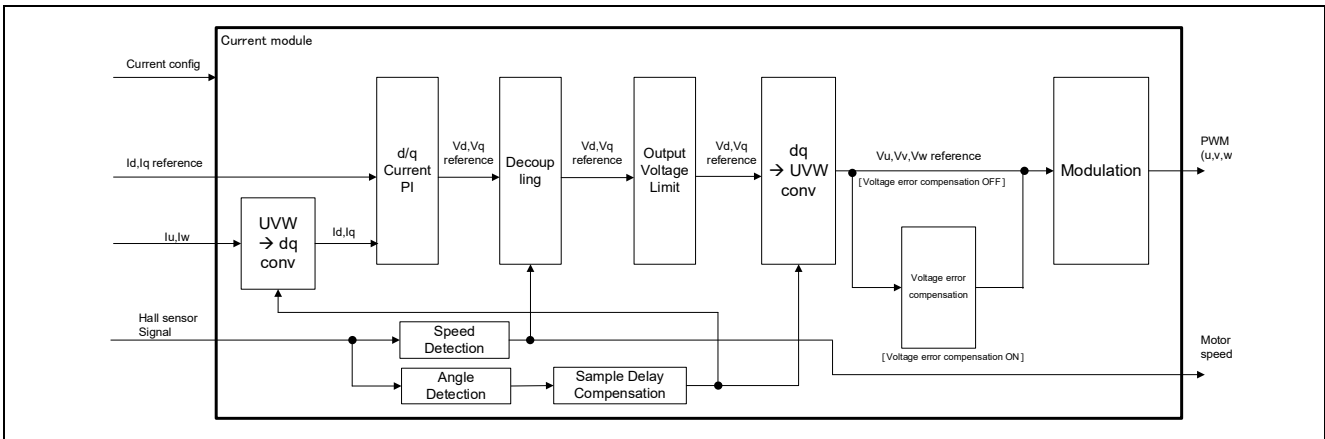 Current module
Current config
Id,Iq reference
Iu,Iw
Hall sensor
Signal
UVW
→ dq
conv
Id,Iq
d/q
Current
PI
Vd,Vq
reference
Decoup
ling
Vd,Vq
reference
Output
Voltage
Limit
Vd,Vq
reference
dq
→ UVW
conv
Vu,Vv,Vw reference
[ Voltage error compensation OFF ]
Voltage error
compensation
[ Voltage error compensation ON ]
Modulation
PWM
(u,v,w
Speed
Detection
Angle
Detection
Sample Delay
Compensation
Motor
speed